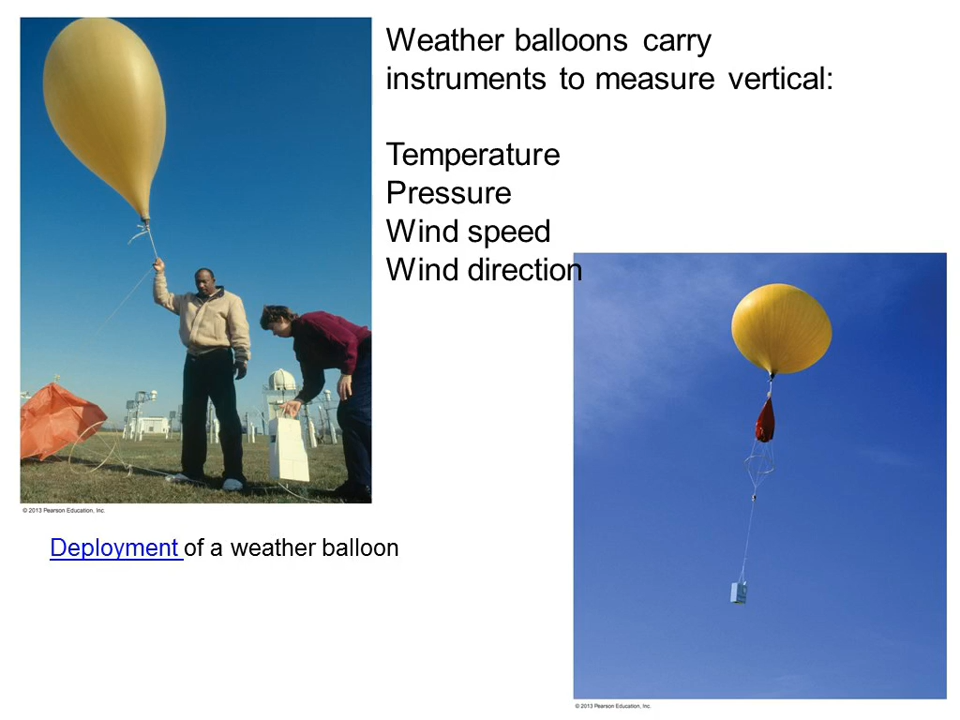 Weather balloons carry
instruments to measure vertical:
Temperature
Pressure
Wind speed
Wind direction
© 2013 Pearson Education, Inc.
Deployment of a weather balloon
© 2013 Pearson Education, Inc.